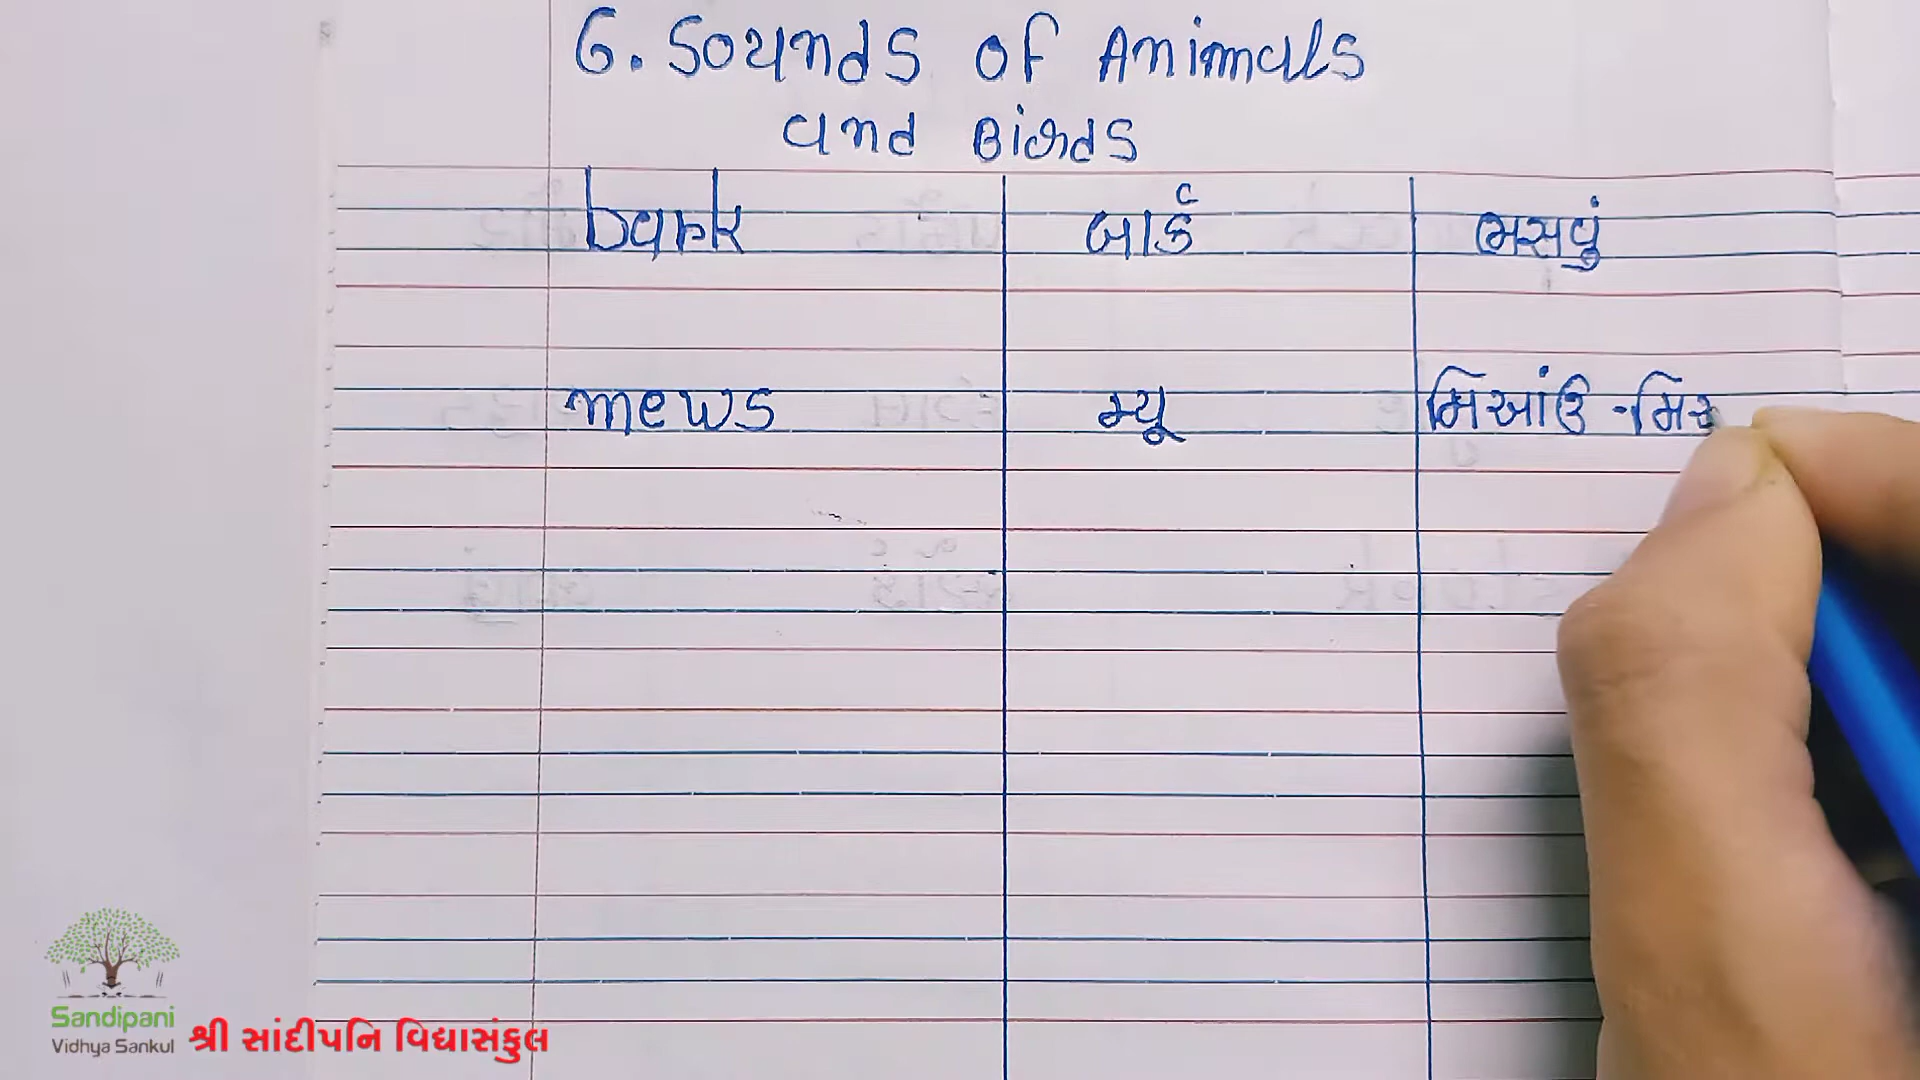 6. Sounds of Animals
and Birds
bark બાર્ક ભસવું
mews મ્યૂ મિઆંઉ - મિઅ
Sandipani
Vidhya Sankul
શ્રી સાંદીપનિ વિદ્યાસંકુલ